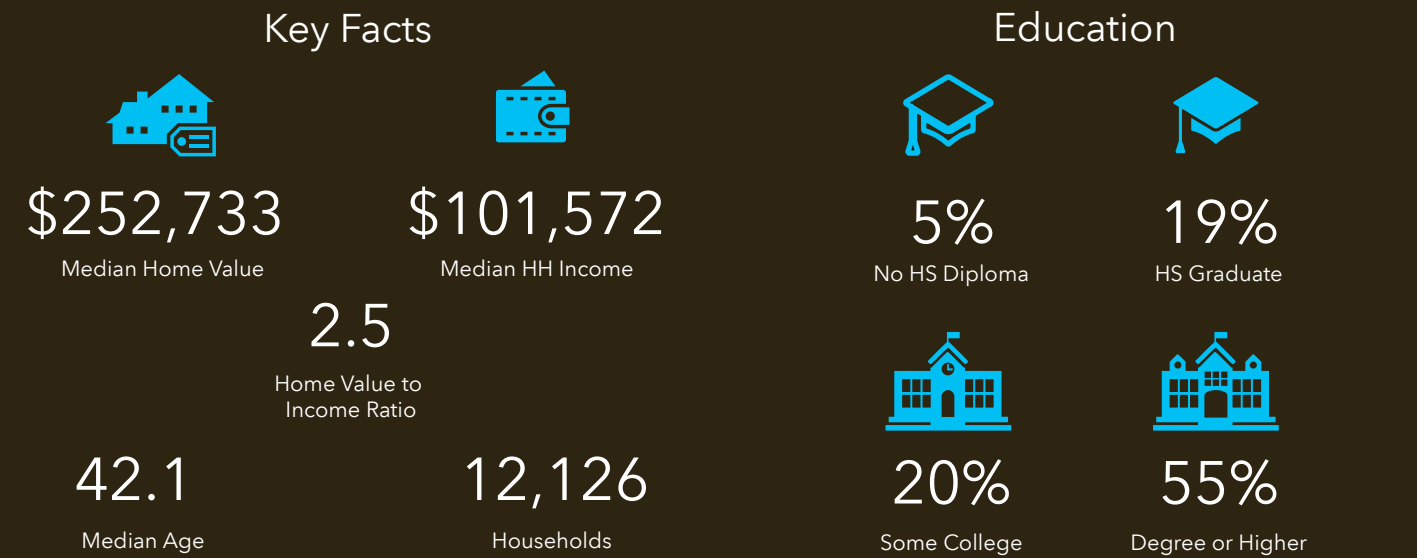 Key Facts
$252,733
Median Home Value
$101,572
Median HH Income
2.5
Home Value to
Income Ratio
42.1
Median Age
12,126
Households
Education
5%
No HS Diploma
19%
HS Graduate
20%
Some College
55%
Degree or Higher